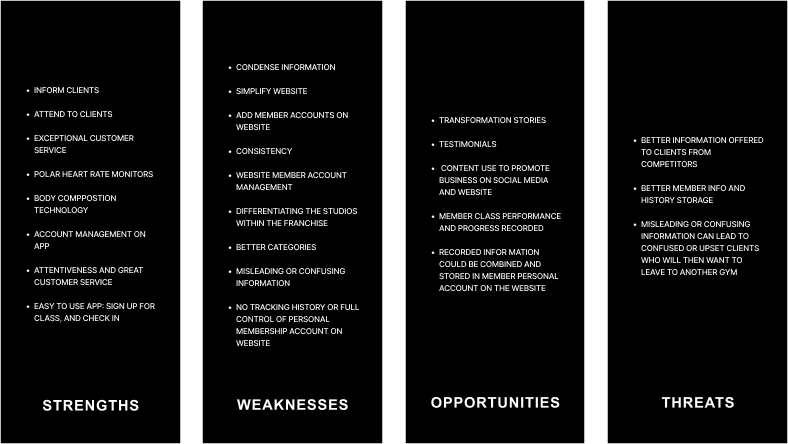 • INFORM CLIENTS
• ATTEND TO CLIENTS
• EXCEPTIONAL CUSTOMER
SERVICE
• POLAR HEART RATE MONITORS
• BODY COMPPOSTION
TECHNOLOGY
• ACCOUNT MANAGEMENT ON
APP
• ATTENTIVENESS AND GREAT
CUSTOMER SERVICE
• EASY TO USE APP: SIGN UP FOR
CLASS, AND CHECK IN
STRENGTHS
• CONDENSE INFORMATION
• SIMPLIFY WEBSITE
• ADD MEMBER ACCOUNTS ON
WEBSITE
• CONSISTENCY
• WEBSITE MEMBER ACCOUNT
MANAGEMENT
• DIFFERENTIATING THE STUDIOS
WITHIN THE FRANCHISE
• BETTER CATEGORIES
• MISLEADING OR CONFUSING
INFORMATION
• NO TRACKING HISTORY OR FULL
CONTROL OF PERSONAL
MEMBERSHIP ACCOUNT ON
WEBSITE
WEAKNESSES
• TRANSFORMATION STORIES
• TESTIMONIALS
• CONTENT USE TO PROMOTE
BUSINESS ON SOCIAL MEDIA
AND WEBSITE
• MEMBER CLASS PERFORMANCE
AND PROGRESS RECORDED
• RECORDED INFOR MATION
COULD BE COMBINED AND
STORED IN MEMBER PERSONAL
ACCOUNT ON THE WEBSITE
OPPORTUNITIES
• BETTER INFORMATION OFFERED
TO CLIENTS FROM
COMPETITORS
• BETTER MEMBER INFO AND
HISTORY STORAGE
• MISLEADING OR CONFUSING
INFORMATION CAN LEAD TO
CONFUSED OR UPSET CLIENTS
WHO WILL THEN WANT TO
LEAVE TO ANOTHER GYM
THREATS